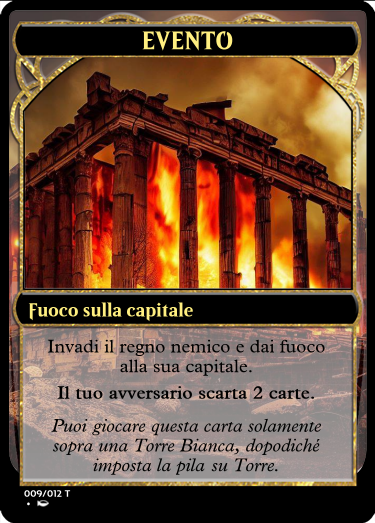 EVENTO
Fuoco sulla capitale
Invadi il regno nemico e dai fuoco
alla sua capitale.
Il tuo avversario scarta 2 carte.
Puoi giocare questa carta solamente
sopra una Torre Bianca, dopodiché
imposta la pila su Torre.
009/012 T